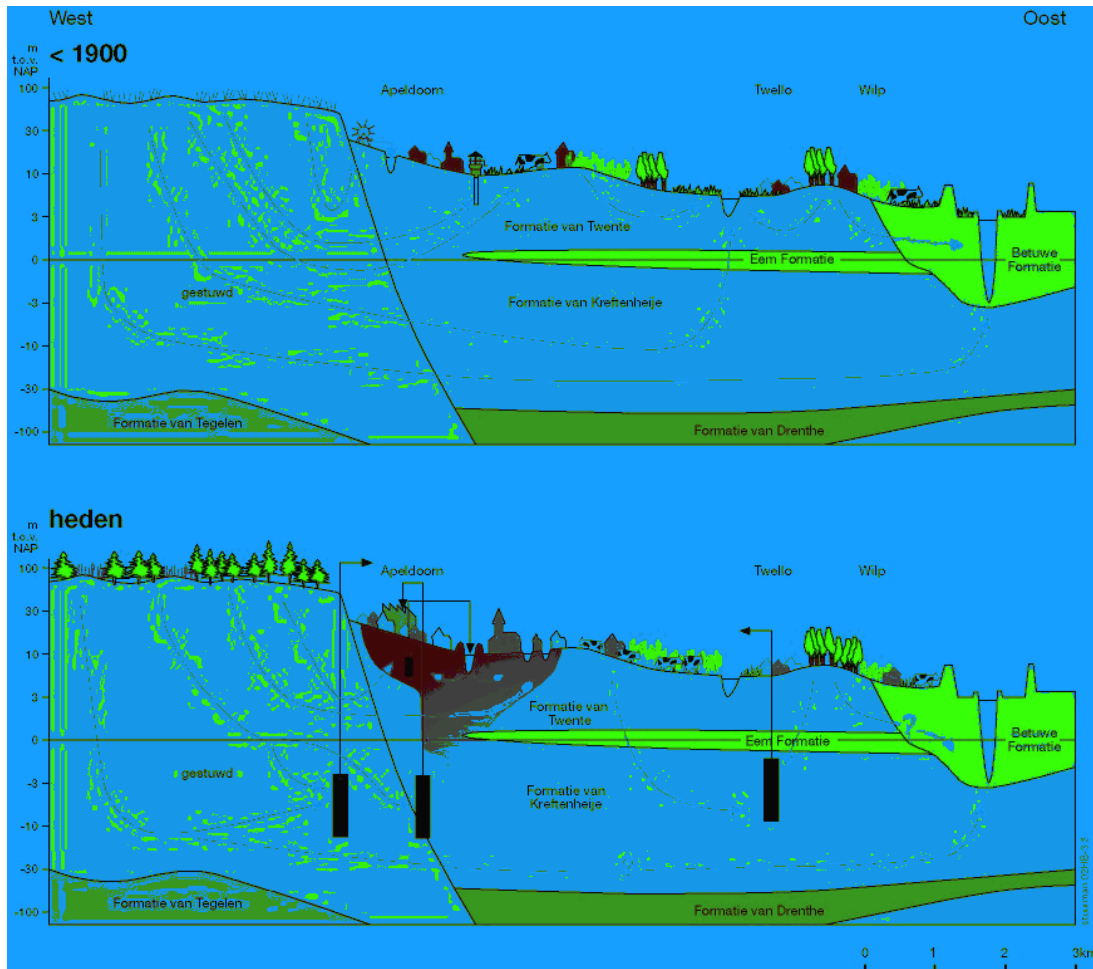 West
Oost
m
t.o.v.
NAP
< 1900
100
30
10
3
0
-3
-10
-30
-100
Apeldoorn
Twello
Wilp
Formatie van Twente
Eem Formatie
Betuwe
Formatie
gestuwd
Formatie van Kreftenheije
Formatie van Tegelen
Formatie van Drenthe
m
t.o.v.
NAP
heden
100
30
10
3
0
-3
-10
-30
-100
Apeldoorn
Twello
Wilp
Formatie van
Twente
Eem Formatie
Betuwe
Formatie
gestuwd
Formatie van
Kreftenheije
Formatie van Tegelen
Formatie van Drenthe
0 1 2 3km